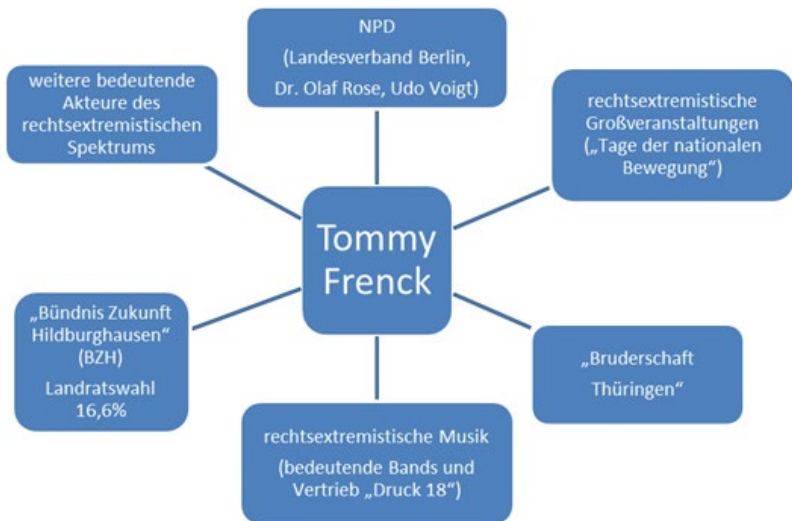 NPD
(Landesverband Berlin,
Dr. Olaf Rose, Udo Voigt)
weitere bedeutende
Akteure des
rechtsextremistischen
Spektrums
rechtsextremistische
Großveranstaltungen
(„Tage der nationalen
Bewegung“)
Tommy
Frenck
„Bündnis Zukunft
Hildburghausen“
(BZH)
Landratswahl
16,6%
„Bruderschaft
Thüringen“
rechtsextremistische Musik
(bedeutende Bands und
Vertrieb „Druck 18“)